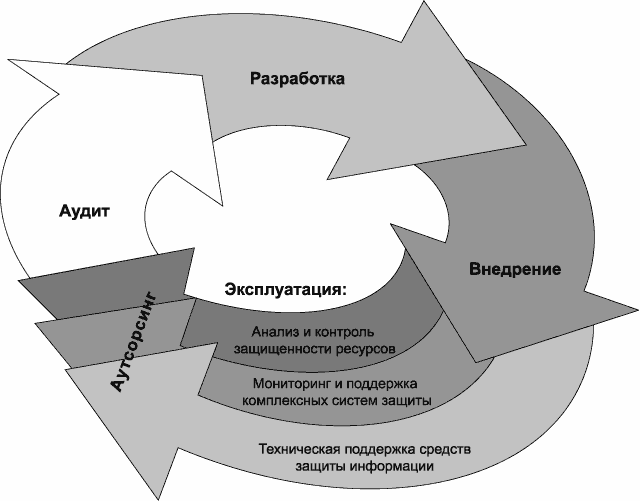 Разработка
Аудит
Внедрение
Эксплуатация:
Аутсорсинг
Анализ и контроль
защищенности ресурсов
Мониторинг и поддержка
комплексных систем защиты
Техническая поддержка средств
защиты информации